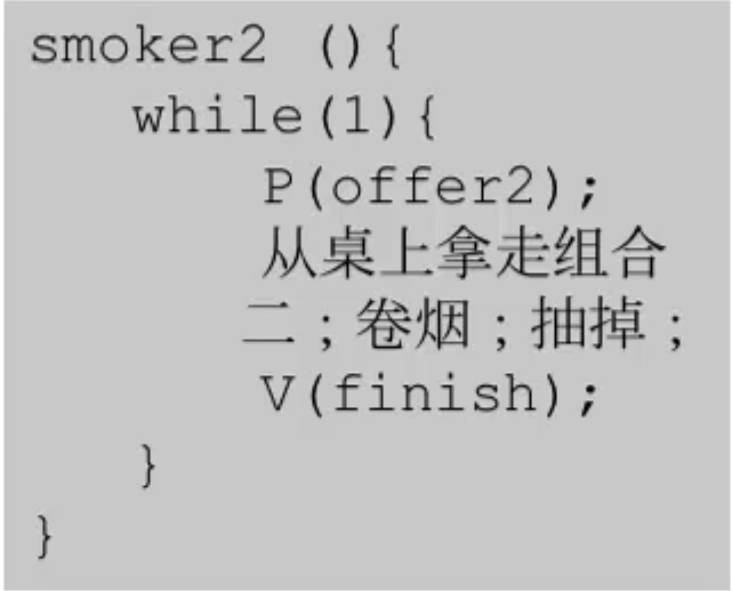 smoker2 (){
while(1){
P(offer2);
从桌上拿走组合
二；卷烟；抽掉；
V(finish);
}
}